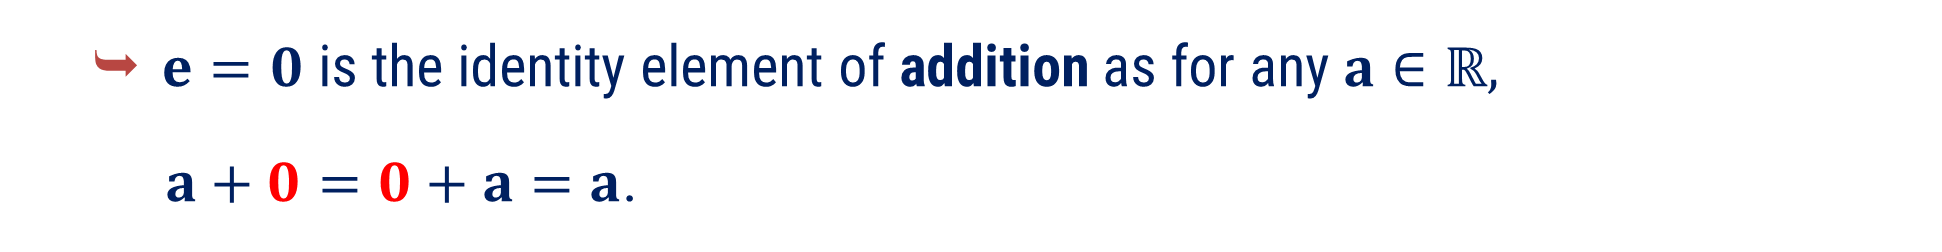 ➥ e = 0 is the identity element of addition as for any a ∈ ℝ,
a + 0 = 0 + a = a.